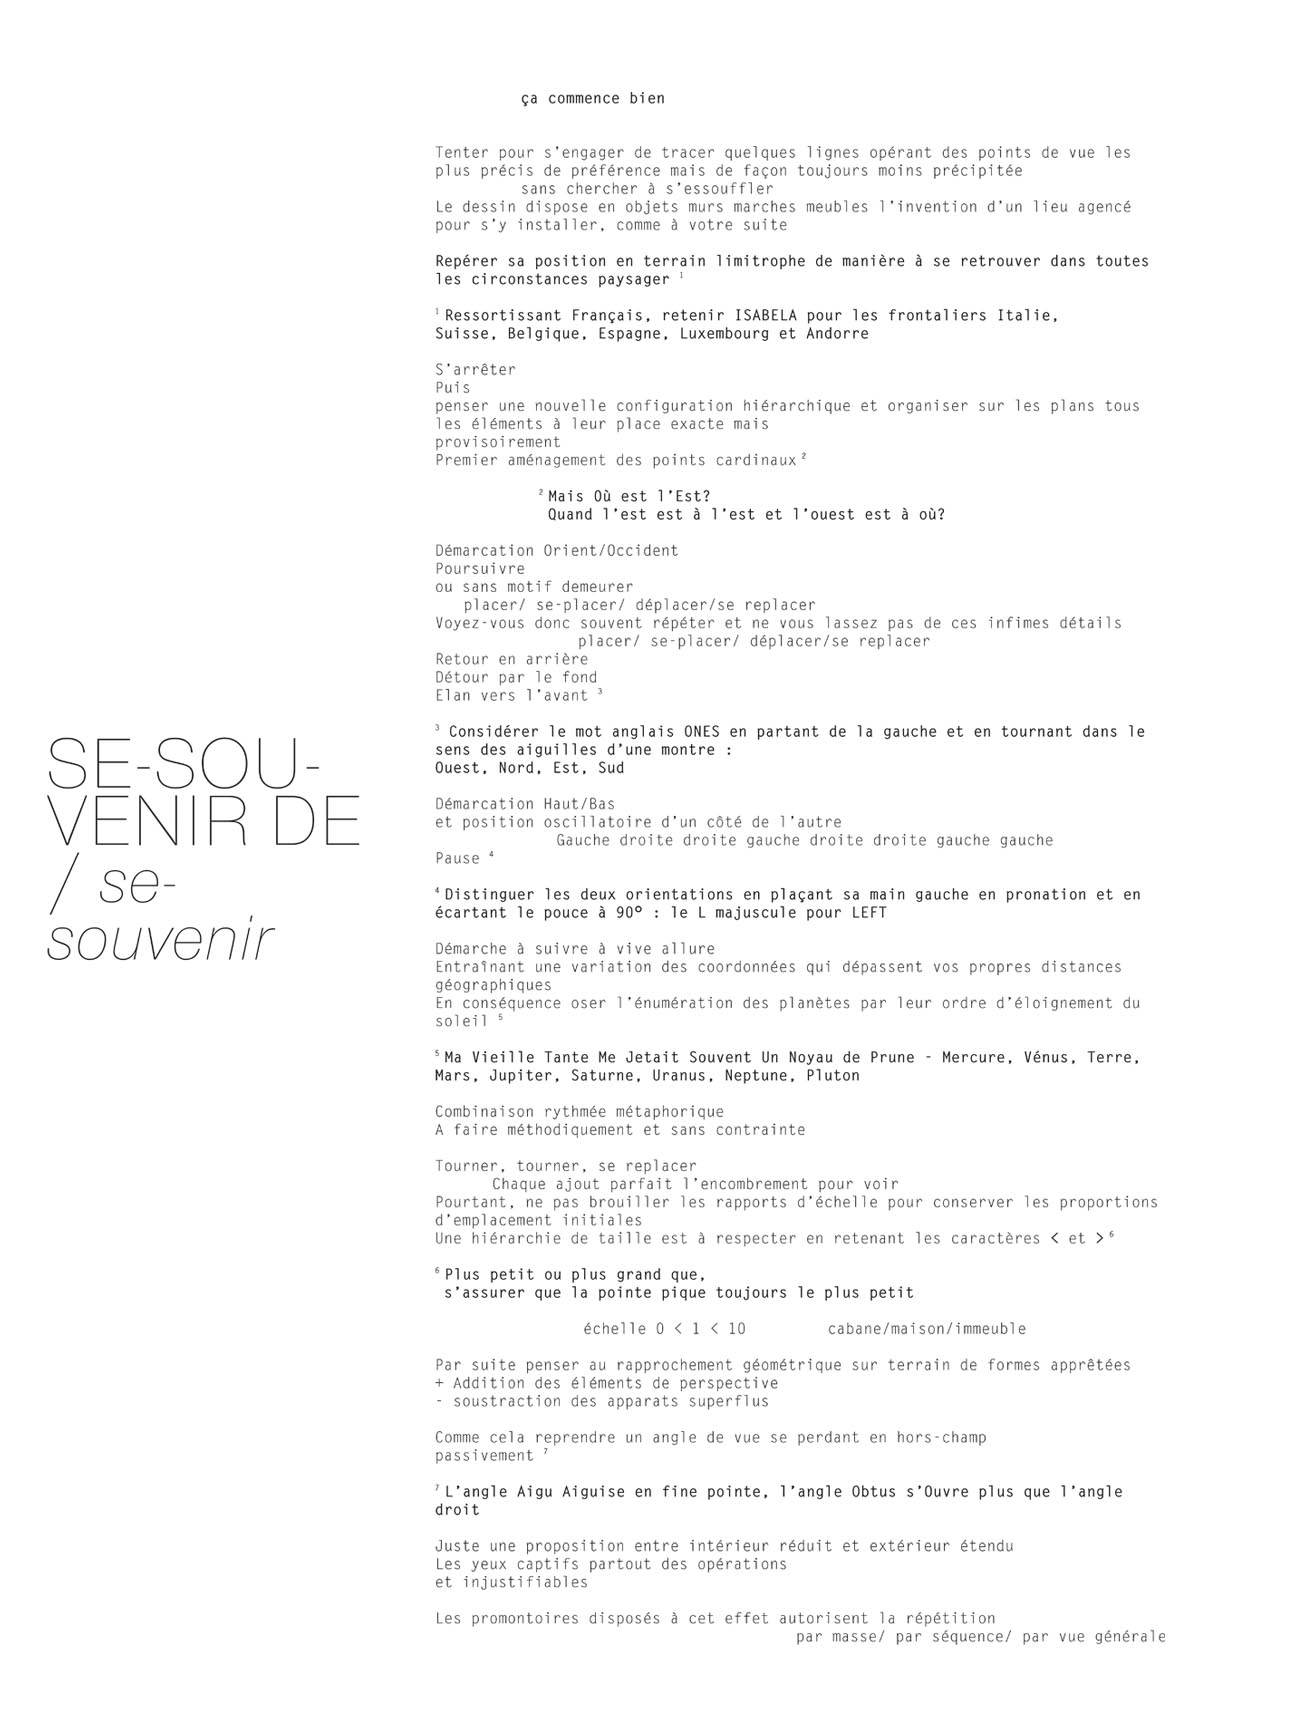 ça commence bien
Tenter pour s'engager de tracer quelques lignes opérant des points de vue les
plus précis de préférence mais de façon toujours moins précipitée
sans chercher à s'essouffler
Le dessin dispose en objets murs marches meubles l'invention d'un lieu agencé
pour s'y installer, comme à votre suite
Repérer sa position en terrain limitrophe de manière à se retrouver dans toutes
les circonstances paysager ¹
¹ Ressortissant Français, retenir ISABELA pour les frontaliers Italie,
Suisse, Belgique, Espagne, Luxembourg et Andorre
S'arrêter
Puis
penser une nouvelle configuration hiérarchique et organiser sur les plans tous
les éléments à leur place exacte mais
provisoirement
Premier aménagement des points cardinaux ²
² Mais Où est l'Est?
Quand l'est est à l'est et l'ouest est à où?
Démarcation Orient/Occident
Poursuivre
ou sans motif demeurer
placer/ se-placer/ déplacer/se replacer
Voyez-vous donc souvent répéter et ne vous lassez pas de ces infimes détails
placer/ se-placer/ déplacer/se replacer
Retour en arrière
Détour par le fond
Elan vers l'avant ³
³ Considérer le mot anglais ONES en partant de la gauche et en tournant dans le
sens des aiguilles d'une montre :
Ouest, Nord, Est, Sud
SE-SOU-
VENIR DE
/ se-
souvenir
Démarcation Haut/Bas
et position oscillatoire d'un côté de l'autre
Gauche droite droite gauche droite droite gauche gauche
Pause ⁴
⁴ Distinguer les deux orientations en plaçant sa main gauche en pronation et en
écartant le pouce à 90° : le L majuscule pour LEFT
Démarche à suivre à vive allure
Entraînant une variation des coordonnées qui dépassent vos propres distances
géographiques
En conséquence oser l'énumération des planètes par leur ordre d'éloignement du
soleil ⁵
⁵ Ma Vieille Tante Me Jetait Souvent Un Noyau de Prune - Mercure, Vénus, Terre,
Mars, Jupiter, Saturne, Uranus, Neptune, Pluton
Combinaison rythmée métaphorique
A faire méthodiquement et sans contrainte
Tourner, tourner, se replacer
Chaque ajout parfait l'encombrement pour voir
Pourtant, ne pas brouiller les rapports d'échelle pour conserver les proportions
d'emplacement initiales
Une hiérarchie de taille est à respecter en retenant les caractères < et > ⁶
⁶ Plus petit ou plus grand que,
s'assurer que la pointe pique toujours le plus petit
échelle 0 < 1 < 10 cabane/maison/immeuble
Par suite penser au rapprochement géométrique sur terrain de formes apprêtées
+ Addition des éléments de perspective
- soustraction des apparats superflus
Comme cela reprendre un angle de vue se perdant en hors-champ
passivement ⁷
⁷ L'angle Aigu Aiguise en fine pointe, l'angle Obtus s'Ouvre plus que l'angle
droit
Juste une proposition entre intérieur réduit et extérieur étendu
Les yeux captifs partout des opérations
et injustifiables
Les promontoires disposés à cet effet autorisent la répétition
par masse/ par séquence/ par vue générale